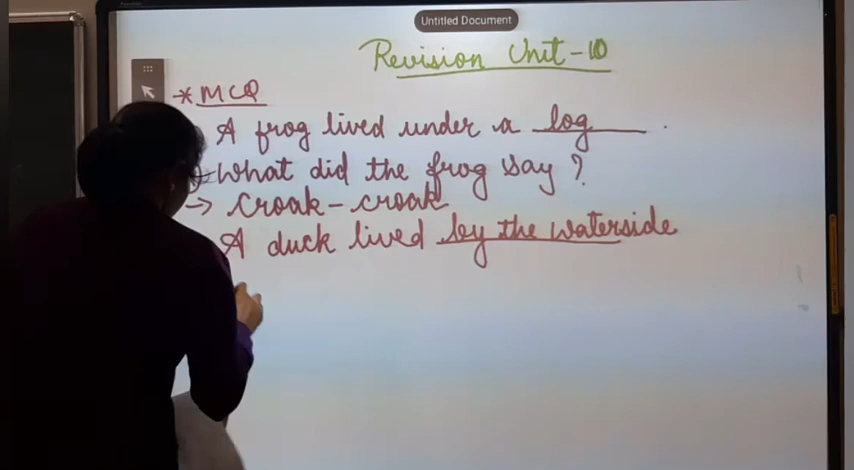 Untitled Document
Revision Unit-10
* MCQ
A frog lived under a log.
What did the frog say?
→ croak-croak
A duck lived by the waterside